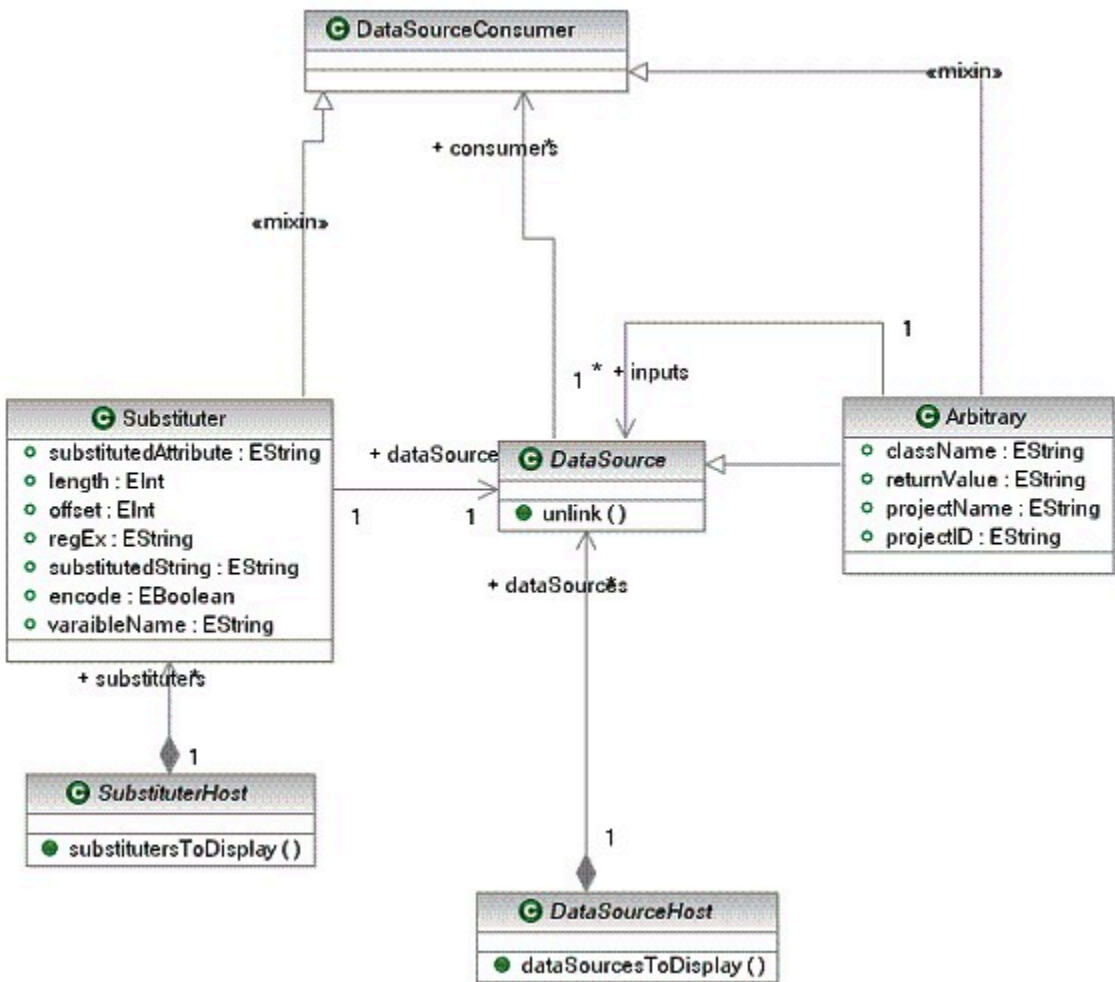 DataSourceConsumer
«mixin»
+ consumers
*
«mixin»
1
1
* + inputs
Substituter
substitutedAttribute : EString
length : EInt
offset : EInt
regEx : EString
substitutedString : EString
encode : EBoolean
varaibleName : EString
+ dataSource
1
1
DataSource
unlink ( )
Arbitrary
className : EString
returnValue : EString
projectName : EString
projectID : EString
+ dataSources
*
+ substituters
*
1
SubstituterHost
substitutersToDisplay ( )
1
DataSourceHost
dataSourcesToDisplay ( )